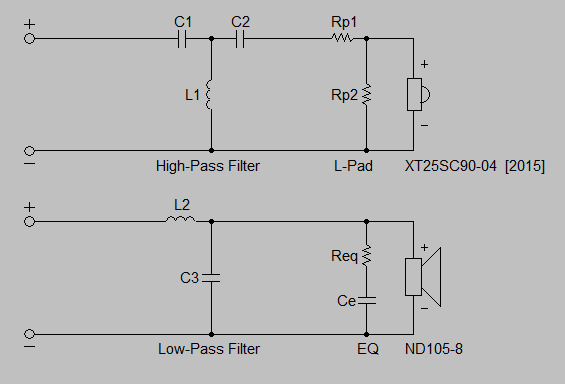 + C1 C2 Rp1
L1 Rp2 +
−
− High-Pass Filter L-Pad XT25SC90-04 [2015]
+ L2
Req +
C3
Ce −
− Low-Pass Filter EQ ND105-8